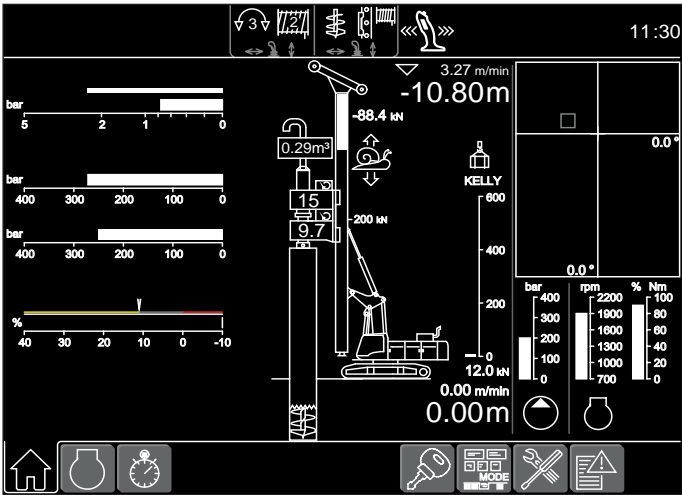 3 2
11:30
3.27 m/min
-10.80m
bar
5 2 1 0
-88.4 kN
0.29m³
0.0°
bar
400 300 200 100 0
KELLY
600
15
200 kN
9.7
bar
400 300 200 100 0
400
0.0°
bar rpm % Nm
400 2200 100
300 1900 80
200 1600 60
1300 40
100 1000 20
0 700 0
200
%
40 30 20 10 0 -10
0
12.0 kN
0.00 m/min
0.00m
MODE